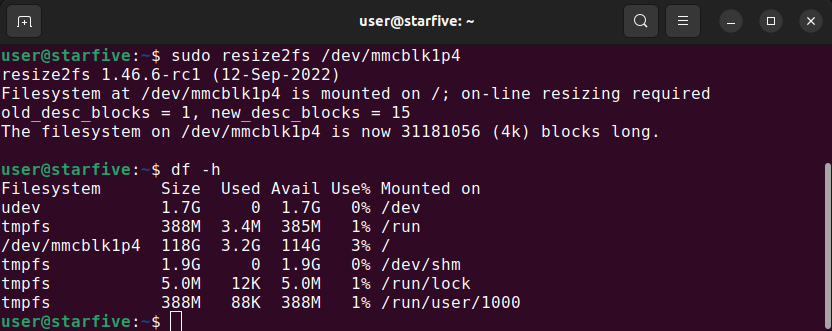 user@starfive: ~
user@starfive:~$ sudo resize2fs /dev/mmcblk1p4
resize2fs 1.46.6-rc1 (12-Sep-2022)
Filesystem at /dev/mmcblk1p4 is mounted on /; on-line resizing required
old_desc_blocks = 1, new_desc_blocks = 15
The filesystem on /dev/mmcblk1p4 is now 31181056 (4k) blocks long.
user@starfive:~$ df -h
Filesystem      Size  Used Avail Use% Mounted on
udev            1.7G     0  1.7G   0% /dev
tmpfs           388M  3.4M  385M   1% /run
/dev/mmcblk1p4  118G  3.2G  114G   3% /
tmpfs           1.9G     0  1.9G   0% /dev/shm
tmpfs           5.0M   12K  5.0M   1% /run/lock
tmpfs           388M   88K  388M   1% /run/user/1000
user@starfive:~$